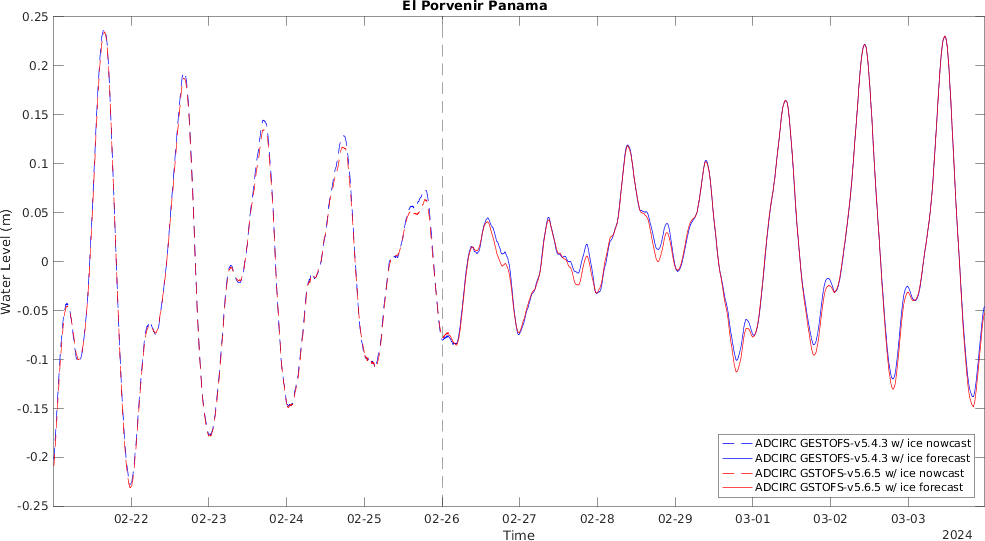 El Porvenir Panama
0.25
0.2
0.15
0.1
0.05
0
-0.05
-0.1
-0.15
-0.2
-0.25
Water Level (m)
ADCIRC GESTOFS-v5.4.3 w/ ice nowcast
ADCIRC GESTOFS-v5.4.3 w/ ice forecast
ADCIRC GSTOFS-v5.6.5 w/ ice nowcast
ADCIRC GSTOFS-v5.6.5 w/ ice forecast
02-22 02-23 02-24 02-25 02-26 02-27 02-28 02-29 03-01 03-02 03-03
Time
2024